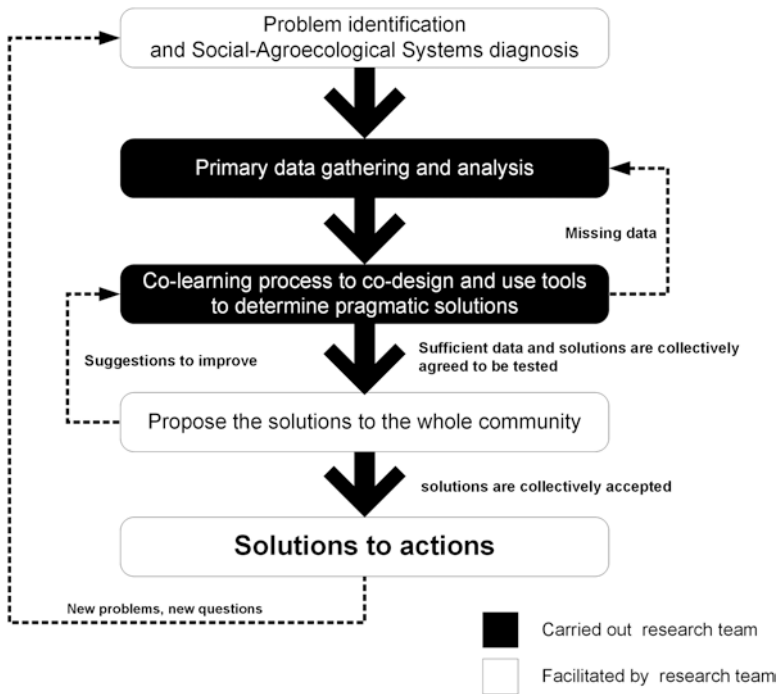 Problem identification
and Social-Agroecological Systems diagnosis
Primary data gathering and analysis
Missing data
Co-learning process to co-design and use tools
to determine pragmatic solutions
Suggestions to improve
Sufficient data and solutions are collectively
agreed to be tested
Propose the solutions to the whole community
solutions are collectively accepted
Solutions to actions
New problems, new questions
Carried out research team
Facilitated by research team